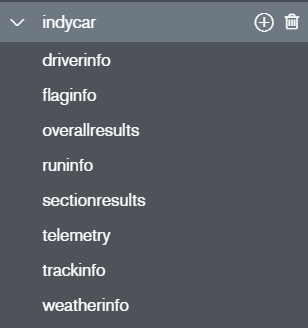 indycar
driverinfo
flaginfo
overallresults
runinfo
sectionresults
telemetry
trackinfo
weatherinfo